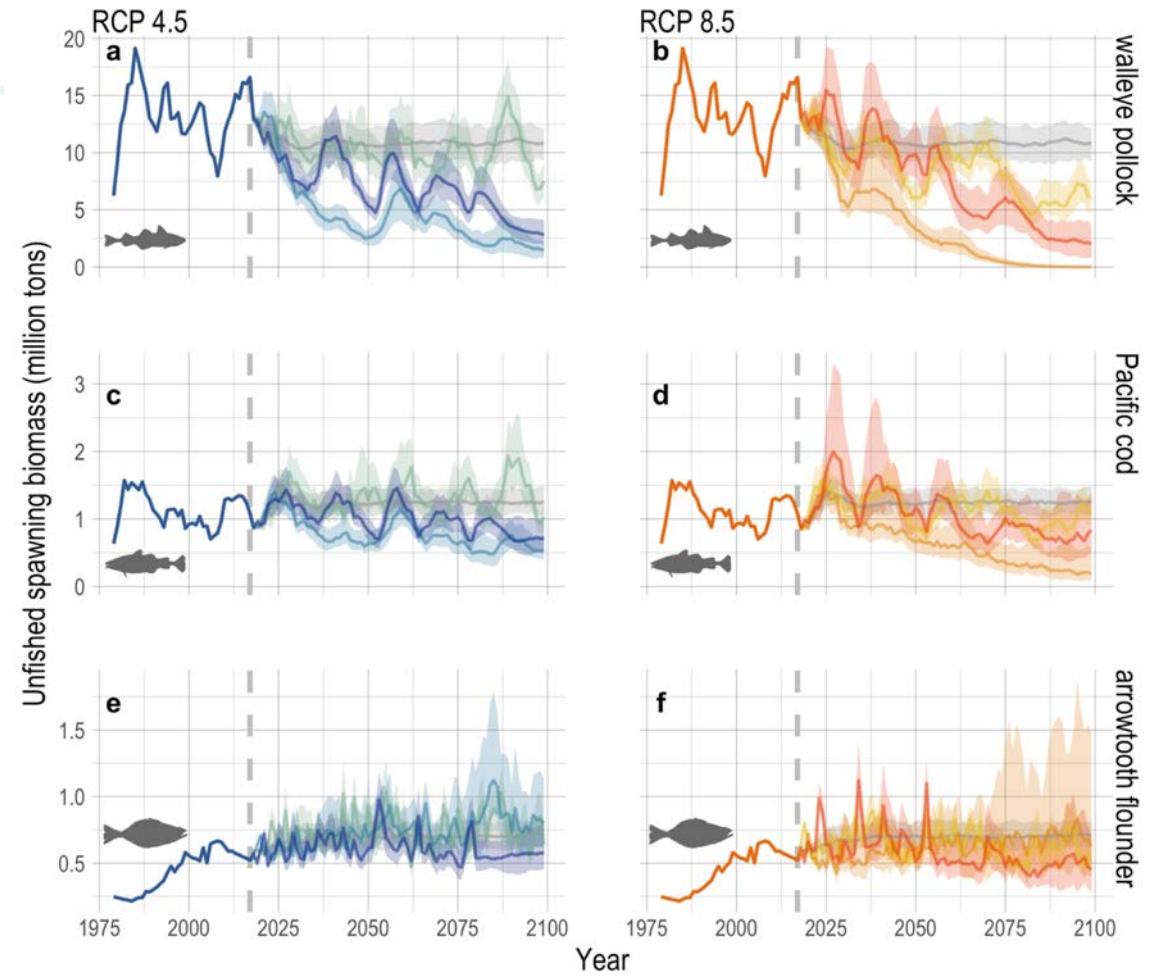 RCP 4.5
RCP 8.5
Unfished spawning biomass (million tons)
a
20
15
10
5
0
b
walleye pollock
c
3
2
1
0
d
Pacific cod
e
1.5
1.0
0.5
f
arrowtooth flounder
1975 2000 2025 2050 2075 2100
1975 2000 2025 2050 2075 2100
Year